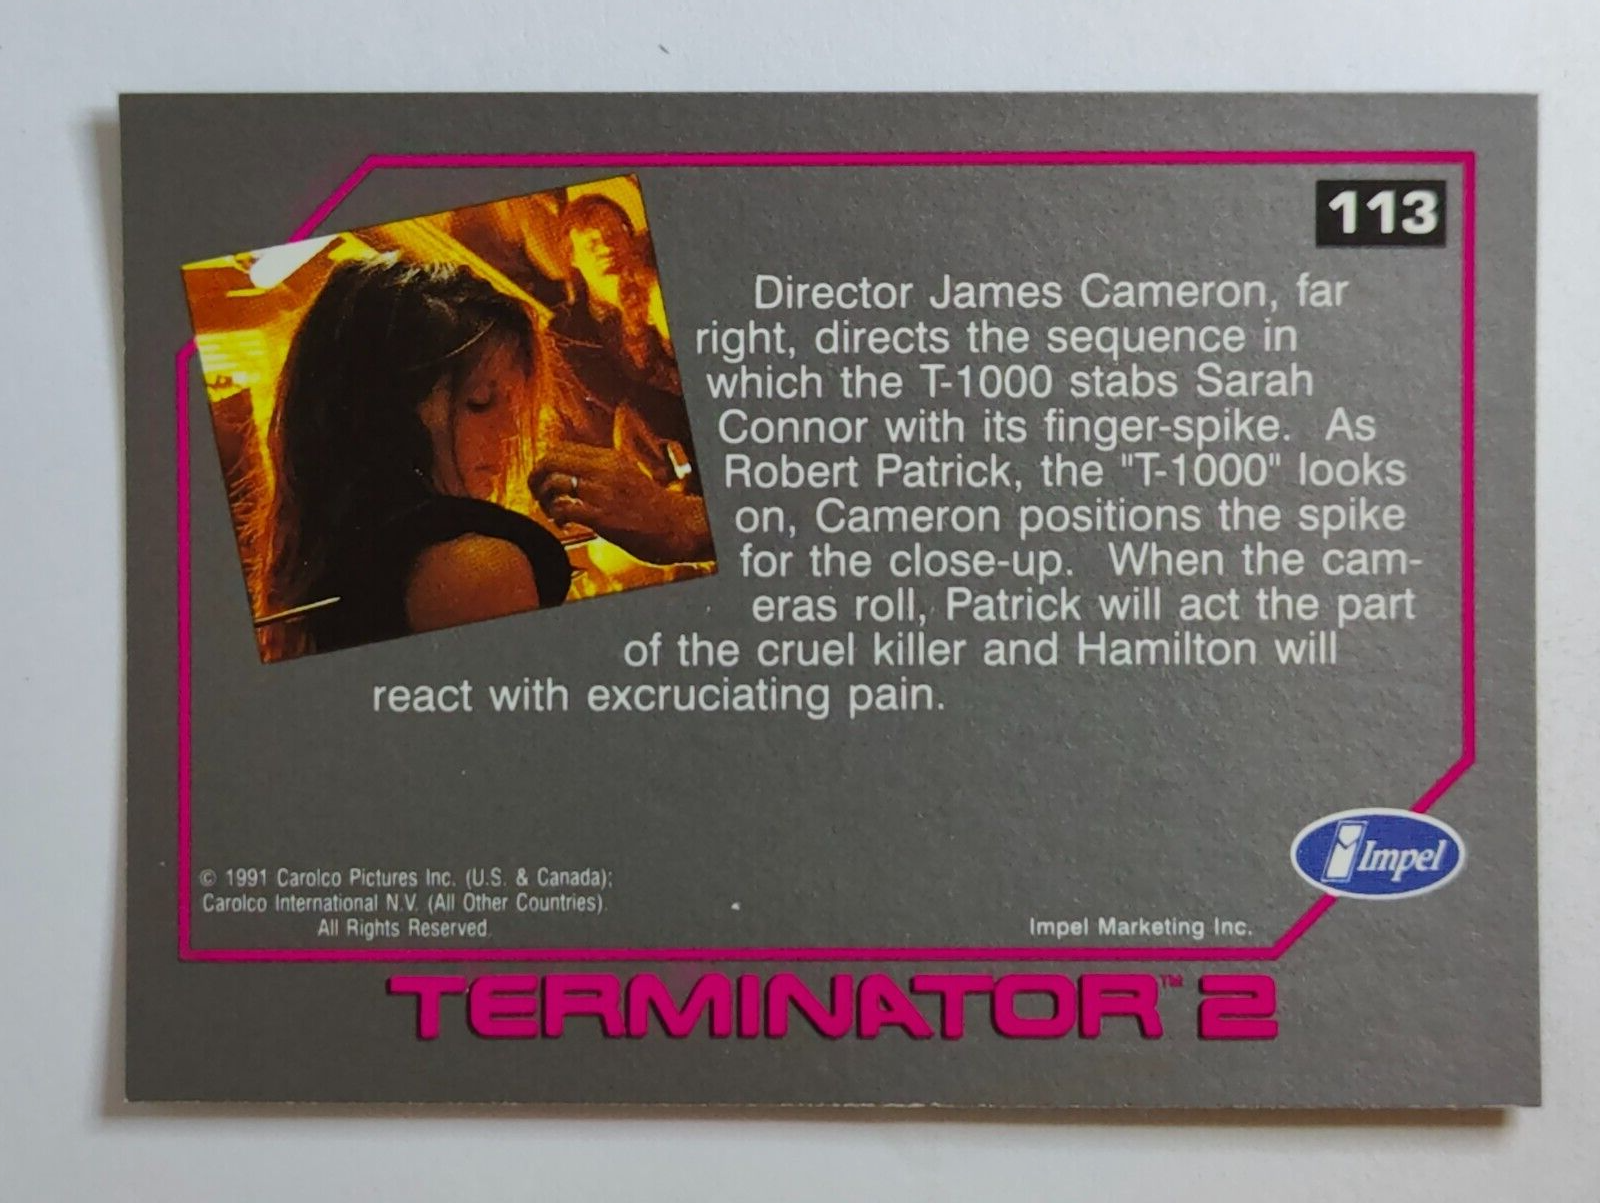 113
Director James Cameron, far
right, directs the sequence in
which the T-1000 stabs Sarah
Connor with its finger-spike. As
Robert Patrick, the "T-1000" looks
on, Cameron positions the spike
for the close-up. When the cam-
eras roll, Patrick will act the part
of the cruel killer and Hamilton will
react with excruciating pain.
Impel
© 1991 Carolco Pictures Inc. (U.S. & Canada);
Carolco International N.V. (All Other Countries).
All Rights Reserved.
Impel Marketing Inc.
TERMINATOR™ 2